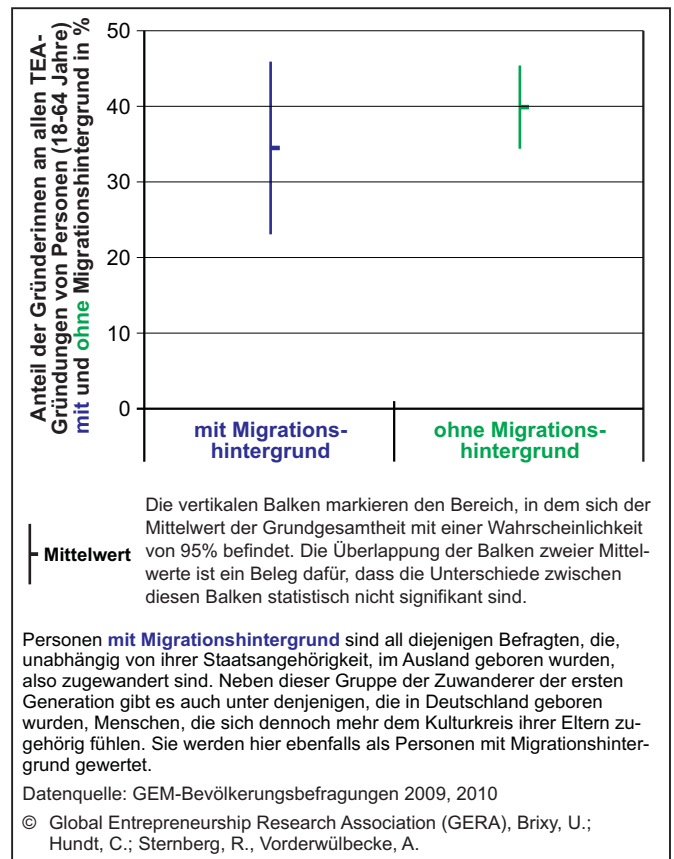 Anteil der Gründerinnen an allen TEA-
Gründungen von Personen (18-64 Jahre)
mit und ohne Migrationshintergrund in %
50
40
30
20
10
0
mit Migrations-
hintergrund
ohne Migrations-
hintergrund
Mittelwert
Die vertikalen Balken markieren den Bereich, in dem sich der
Mittelwert der Grundgesamtheit mit einer Wahrscheinlichkeit
von 95% befindet. Die Überlappung der Balken zweier Mittel-
werte ist ein Beleg dafür, dass die Unterschiede zwischen
diesen Balken statistisch nicht signifikant sind.
Personen mit Migrationshintergrund sind all diejenigen Befragten, die,
unabhängig von ihrer Staatsangehörigkeit, im Ausland geboren wurden,
also zugewandert sind. Neben dieser Gruppe der Zuwanderer der ersten
Generation gibt es auch unter denjenigen, die in Deutschland geboren
wurden, Menschen, die sich dennoch mehr dem Kulturkreis ihrer Eltern zu-
gehörig fühlen. Sie werden hier ebenfalls als Personen mit Migrationshinter-
grund gewertet.
Datenquelle: GEM-Bevölkerungsbefragungen 2009, 2010
© Global Entrepreneurship Research Association (GERA), Brixy, U.;
Hundt, C.; Sternberg, R., Vorderwülbecke, A.